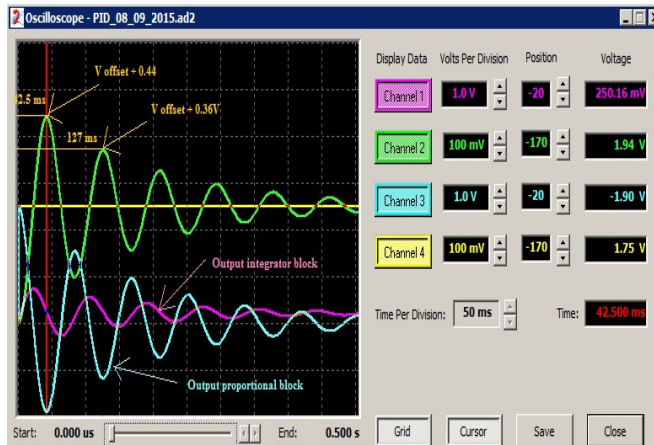 Oscilloscope - PID_08_09_2015.ad2
V offset + 0.44
42.5 ms
V offset + 0.36V
127 ms
Output integrator block
Output proportional block
Start: 0.000 us
End: 0.500 s
Display Data Volts Per Division Position Voltage
Channel 1 1.0 V -20 250.16 mV
Channel 2 100 mV -170 1.94 V
Channel 3 1.0 V -20 -1.90 V
Channel 4 100 mV -170 1.75 V
Time Per Division: 50 ms Time: 42.500 ms
Grid Cursor Save Close